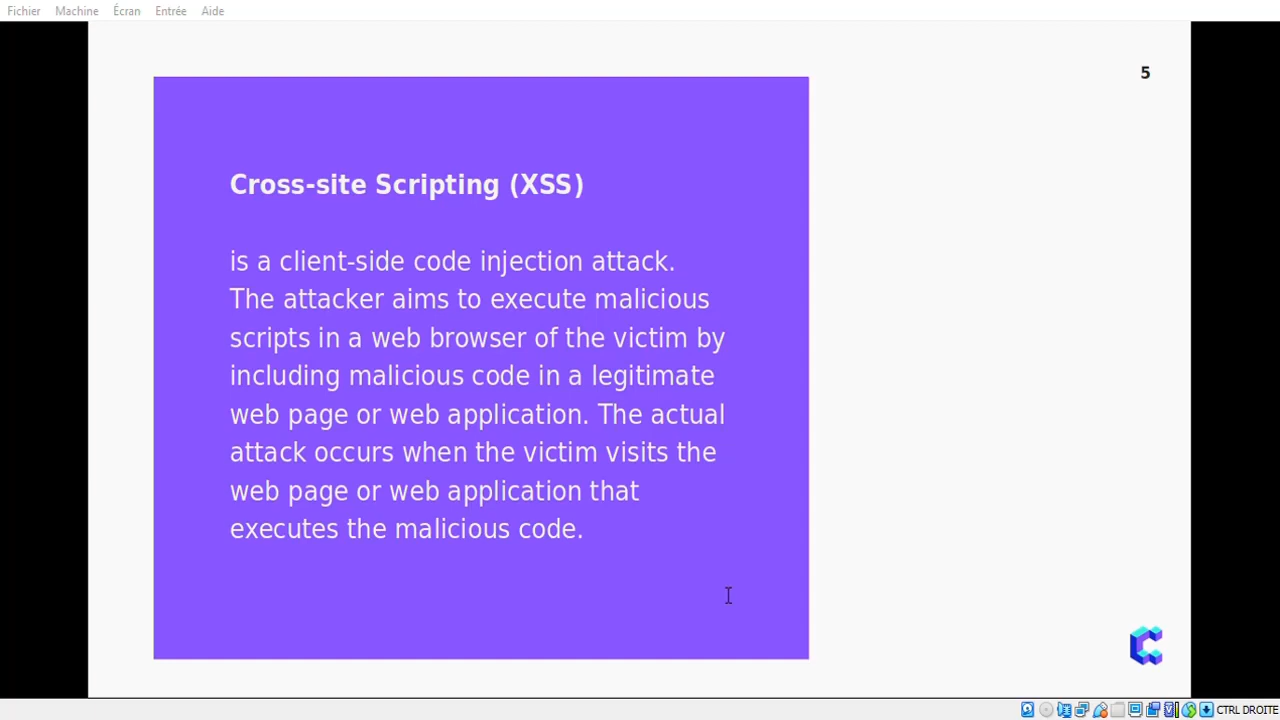 Fichier Machine Écran Entrée Aide
5
Cross-site Scripting (XSS)
is a client-side code injection attack.
The attacker aims to execute malicious
scripts in a web browser of the victim by
including malicious code in a legitimate
web page or web application. The actual
attack occurs when the victim visits the
web page or web application that
executes the malicious code.
CTRL DROITE